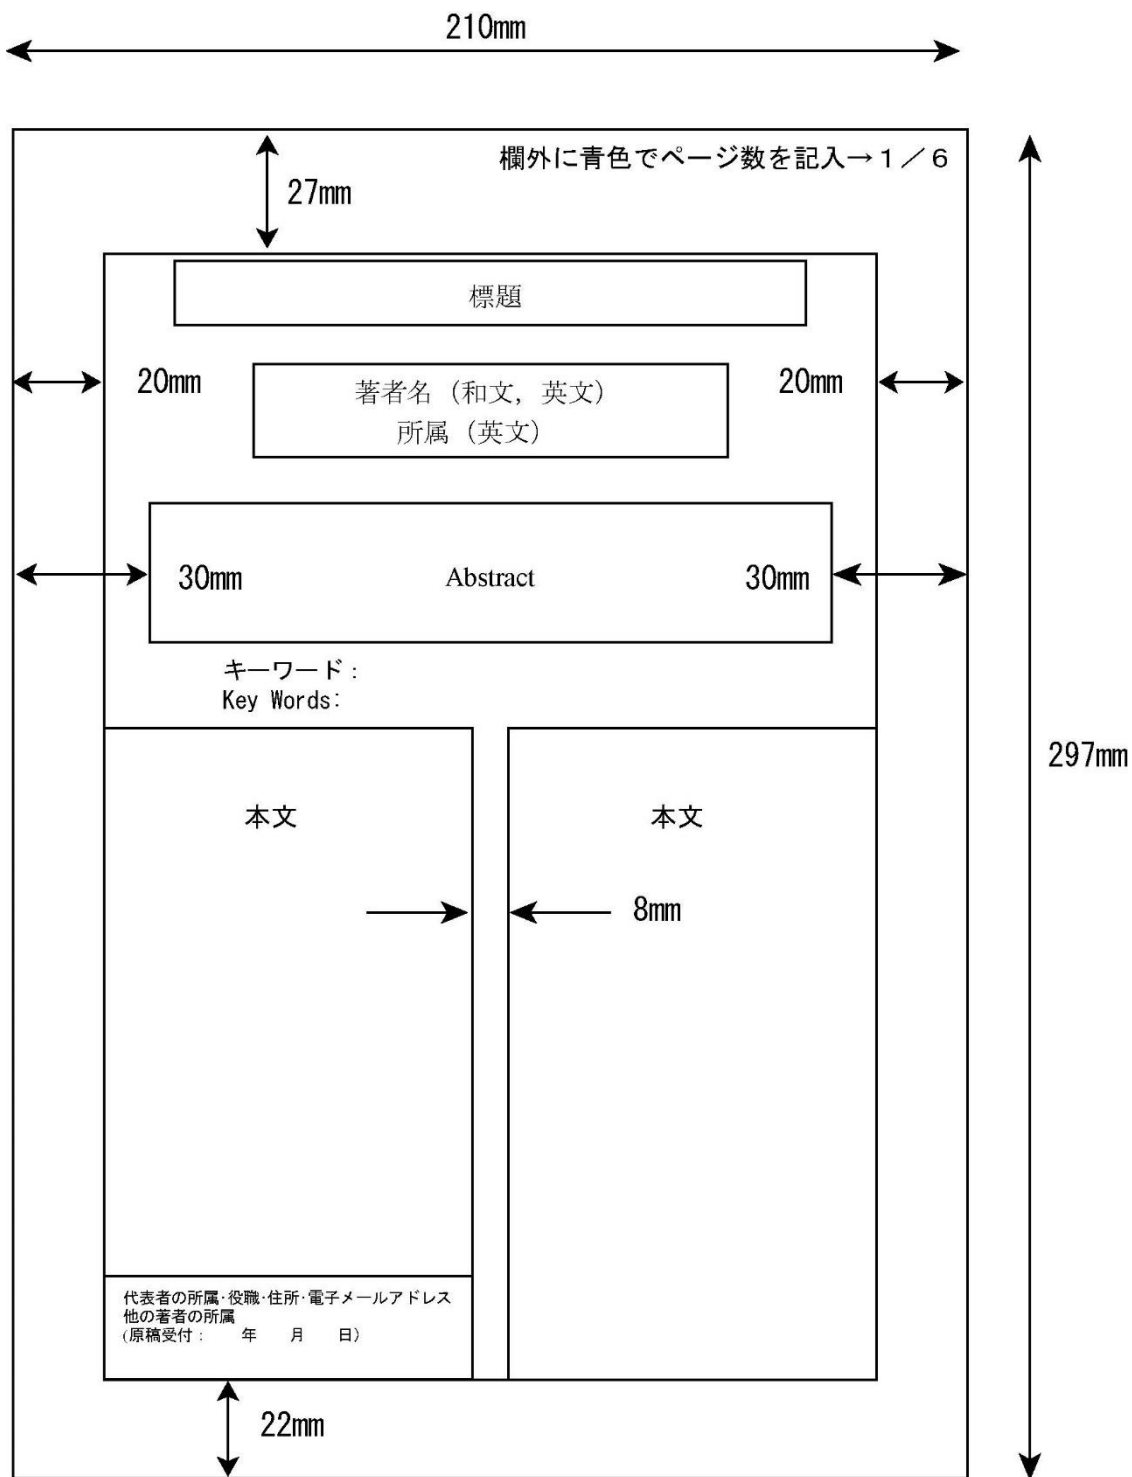 210mm
欄外に青色でページ数を記入→1／6
27mm
標題
20mm
著者名（和文，英文）
所属（英文）
20mm
30mm
Abstract
30mm
キーワード：
Key Words:
297mm
本文
本文
8mm
代表者の所属･役職･住所･電子メールアドレス
他の著者の所属
(原稿受付：　　年　　月　　日）
22mm